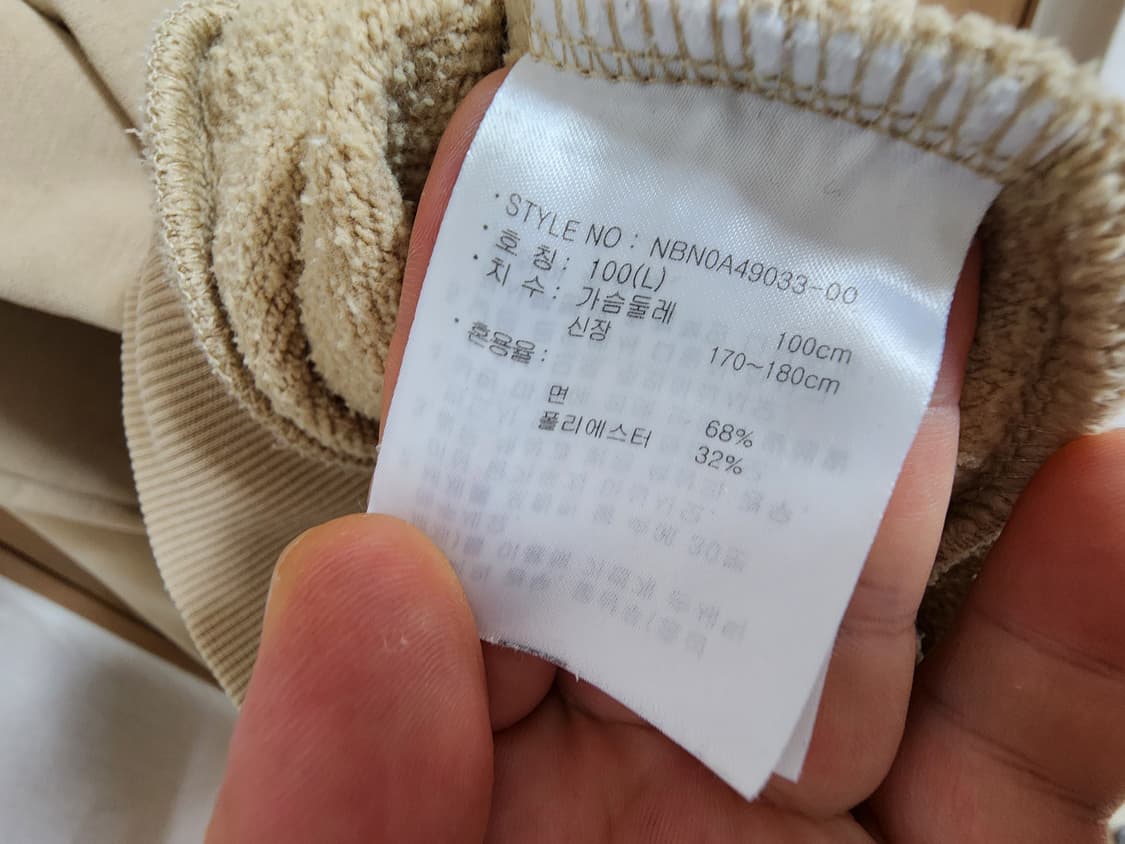 · STYLE NO : NBN0A49033-00
· 호 칭 : 100(L)
· 치 수 : 가슴둘레 100cm
신장 170~180cm
· 혼용율 :
면 68%
폴리에스터 32%